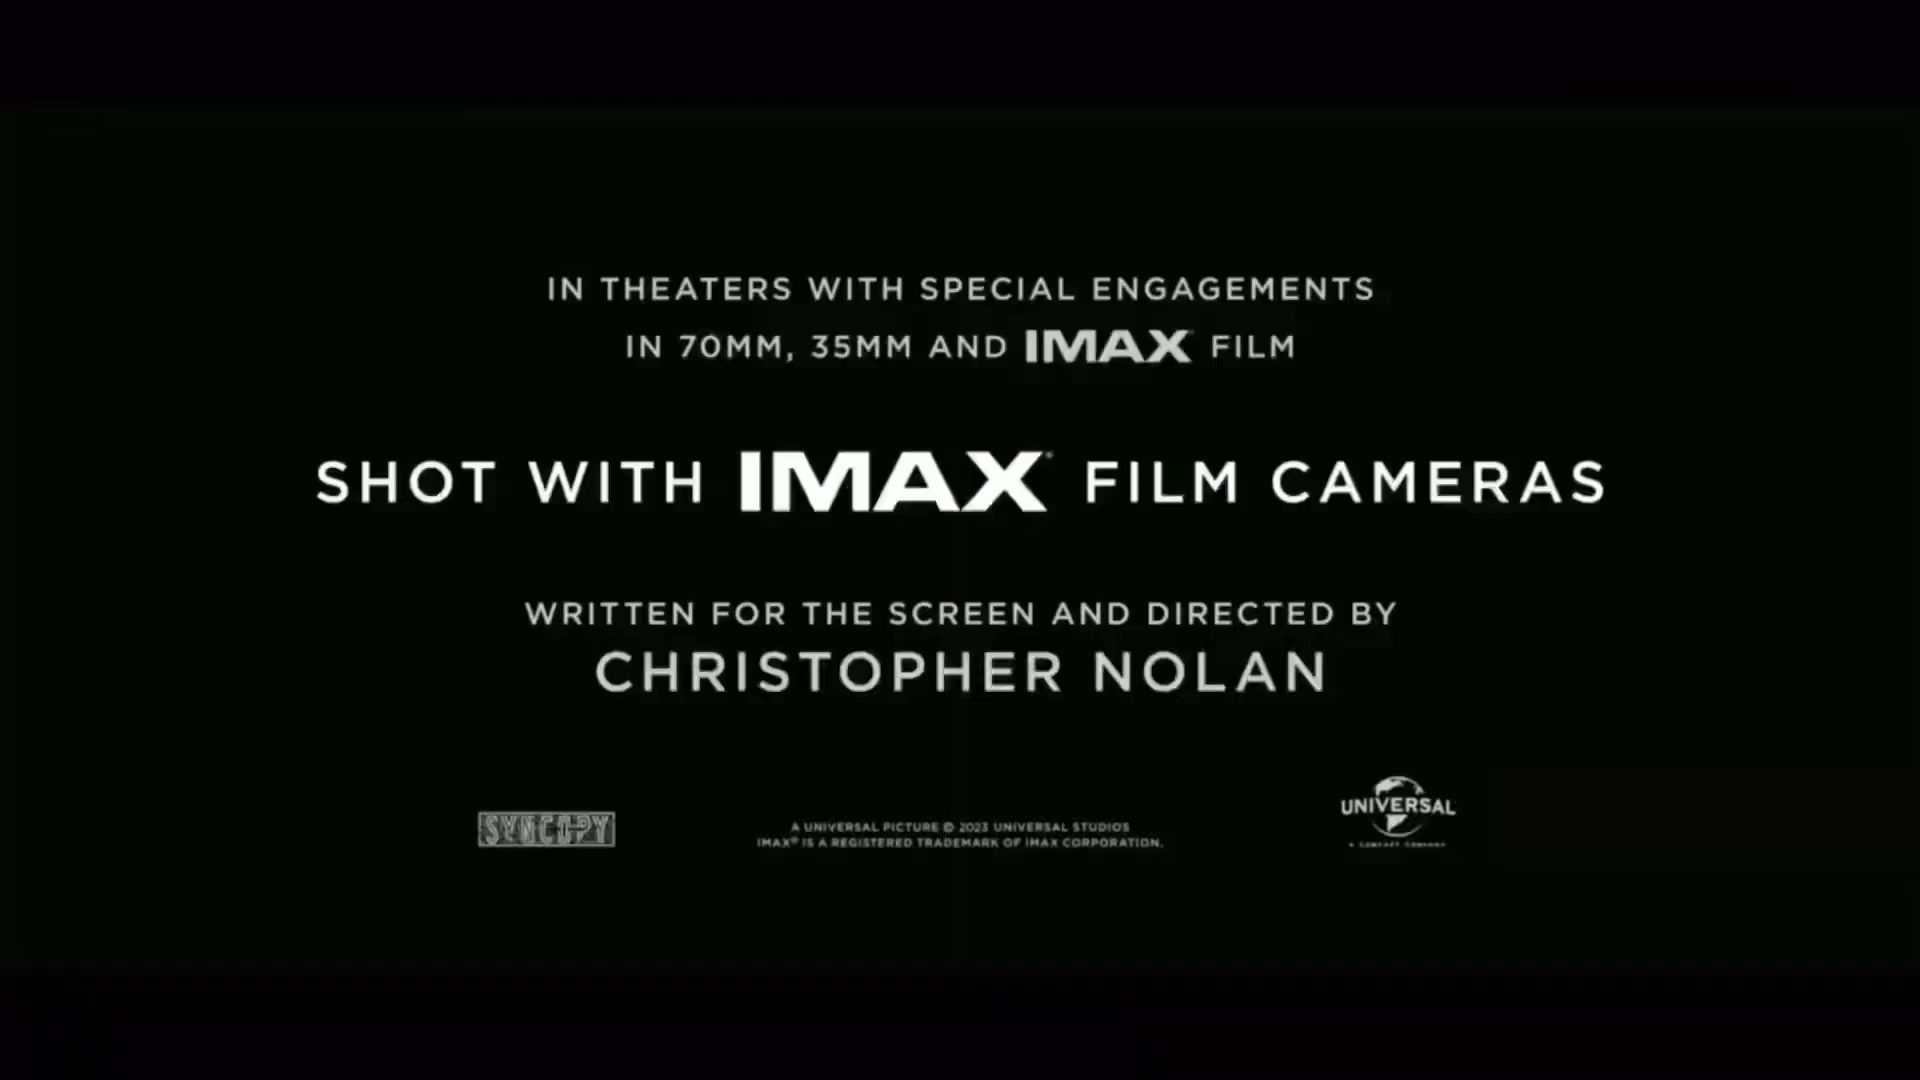 IN THEATERS WITH SPECIAL ENGAGEMENTS
IN 70MM, 35MM AND IMAX FILM
SHOT WITH IMAX® FILM CAMERAS
WRITTEN FOR THE SCREEN AND DIRECTED BY
CHRISTOPHER NOLAN
SYNCOPY
A UNIVERSAL PICTURE © 2023 UNIVERSAL STUDIOS
IMAX® IS A REGISTERED TRADEMARK OF IMAX CORPORATION.
UNIVERSAL
A COMCAST COMPANY